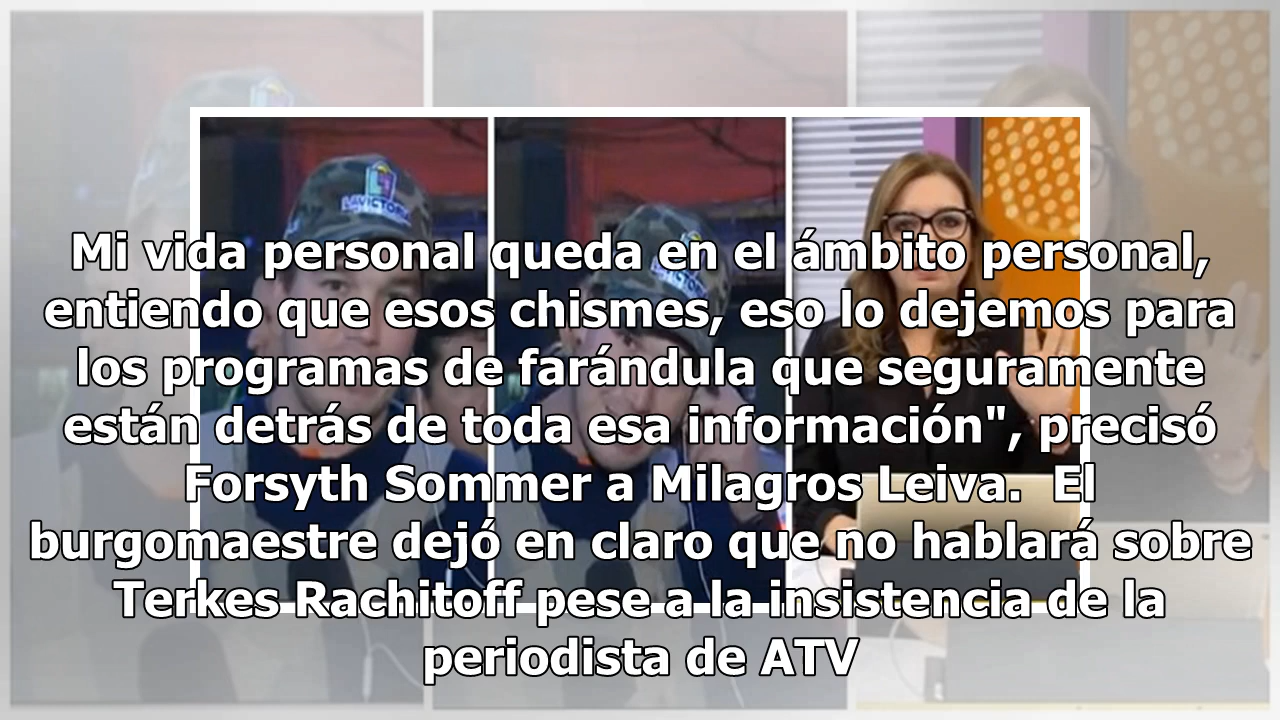 LAVICTORIA
Mi vida personal queda en el ámbito personal,
entiendo que esos chismes, eso lo dejemos para
los programas de farándula que seguramente
están detrás de toda esa información", precisó
Forsyth Sommer a Milagros Leiva.  El
burgomaestre dejó en claro que no hablará sobre
Terkes Rachitoff pese a la insistencia de la
periodista de ATV